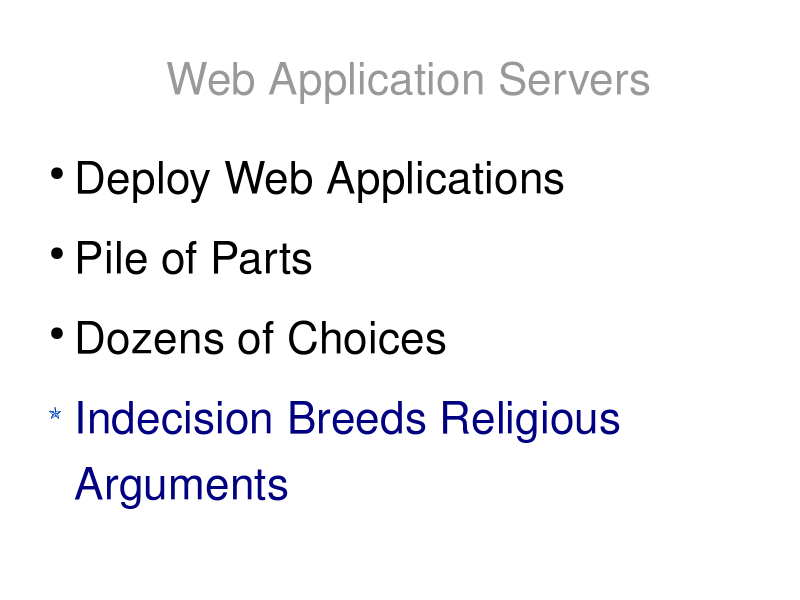 Web Application Servers
• Deploy Web Applications
• Pile of Parts
• Dozens of Choices
* Indecision Breeds Religious
Arguments